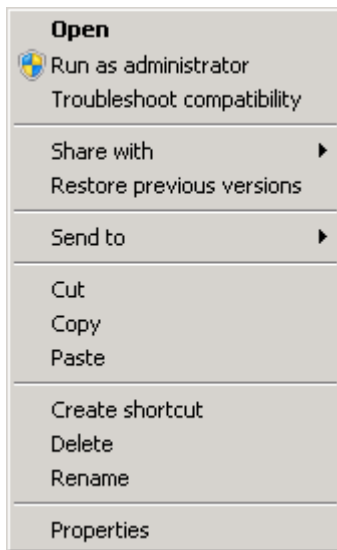 Open
Run as administrator
Troubleshoot compatibility
Share with
Restore previous versions
Send to
Cut
Copy
Paste
Create shortcut
Delete
Rename
Properties